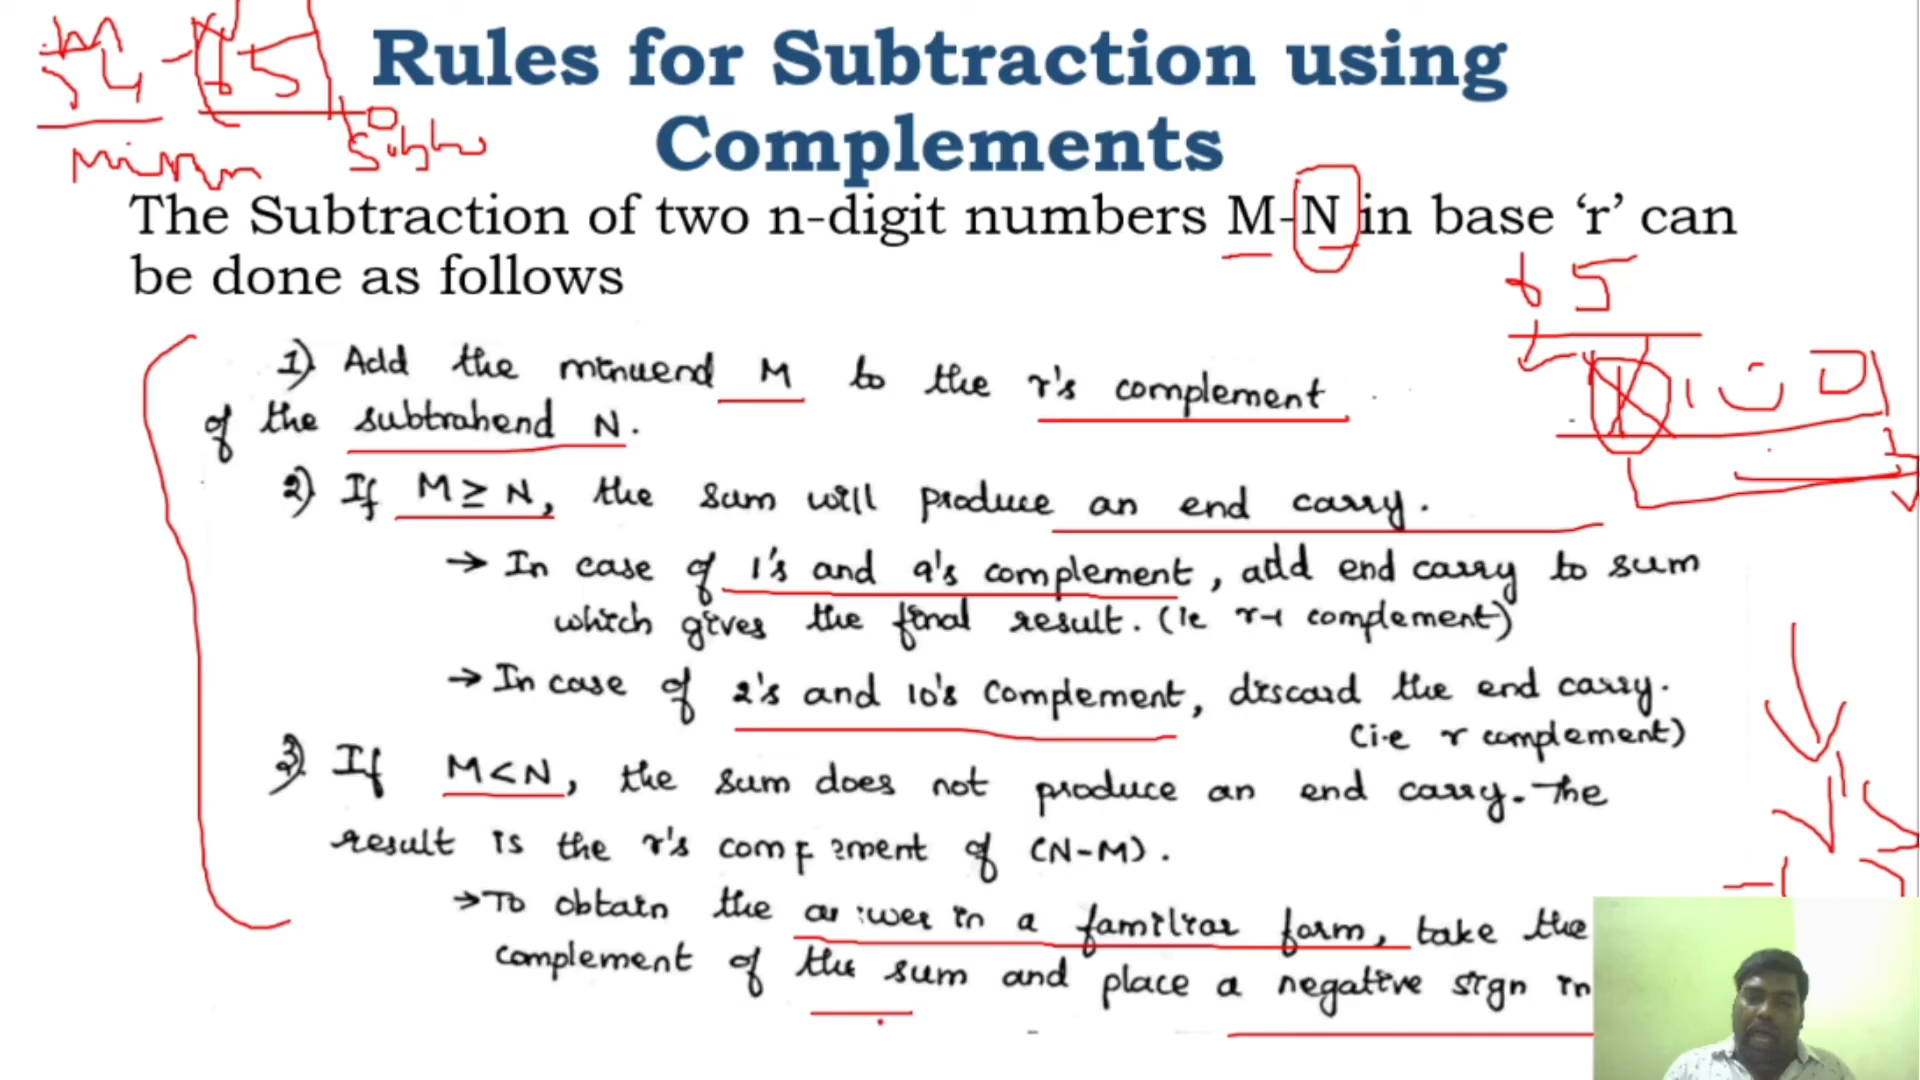 Rules for Subtraction using
Complements
The Subtraction of two n-digit numbers M-N in base ‘r’ can
be done as follows
+ 5
1) Add the minuend M to the r's complement
of the subtrahend N.
2) If M ≥ N, the sum will produce an end carry.
→ In case of 1's and 9's complement, add end carry to sum
which gives the final result. (ie r-1 complement)
→ In case of 2's and 10's complement, discard the end carry.
(i.e r complement)
3) If M < N, the sum does not produce an end carry. The
result is the r's comp ement of (N-M).
→ To obtain the answer in a familiar form, take the
complement of the sum and place a negative sign in